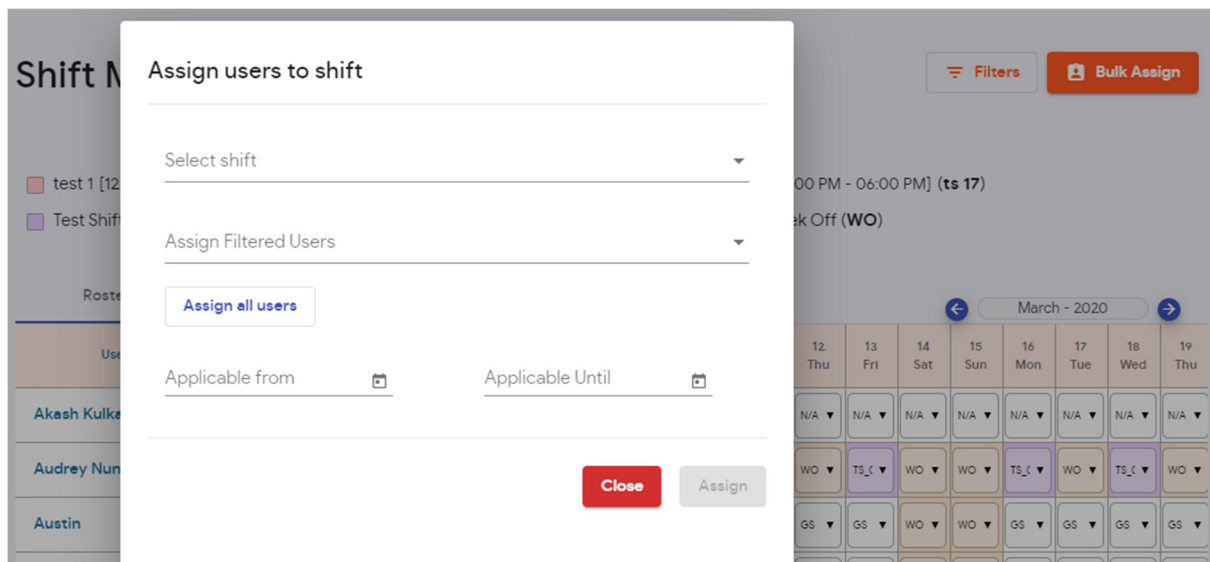 Shift M
Assign users to shift
Filters
Bulk Assign
Select shift
test 1 [12
00 PM - 06:00 PM] (ts 17)
Test Shift
ek Off (WO)
Assign Filtered Users
Assign all users
Roste
March - 2020
Use
12 13 14 15 16 17 18 19
Thu Fri Sat Sun Mon Tue Wed Thu
Applicable from
Applicable Until
Akash Kulka
N/A N/A N/A N/A N/A N/A N/A N/A
Audrey Nun
WO TS_( WO WO TS_( WO TS_( WO
Close
Assign
Austin
GS GS WO WO GS GS GS GS